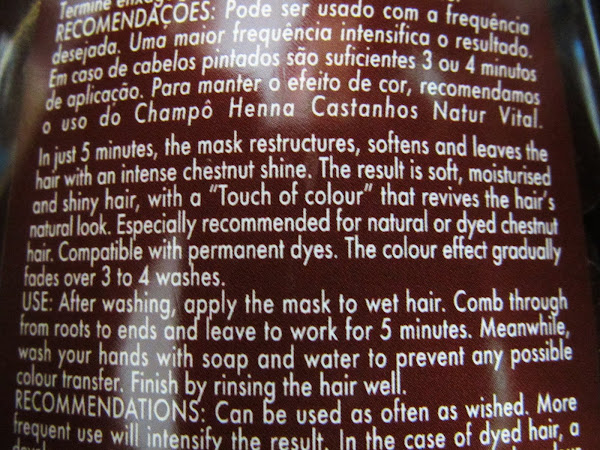 Termine
RECOMENDAÇÕES: Pode ser usado com a frequência
desejada. Uma maior frequência intensifica o resultado.
Em caso de cabelos pintados são suficientes 3 ou 4 minutos
de aplicação. Para manter o efeito de cor, recomendamos
o uso do Champô Henna Castanhos Natur Vital.
In just 5 minutes, the mask restructures, softens and leaves the
hair with an intense chestnut shine. The result is soft, moisturised
and shiny hair, with a “Touch of colour” that revives the hair's
natural look. Especially recommended for natural or dyed chestnut
hair. Compatible with permanent dyes. The colour effect gradually
fades over 3 to 4 washes.
USE: After washing, apply the mask to wet hair. Comb through
from roots to ends and leave to work for 5 minutes. Meanwhile,
wash your hands with soap and water to prevent any possible
colour transfer. Finish by rinsing the hair well.
RECOMMENDATIONS: Can be used as often as wished. More
frequent use will intensify the result. In the case of dyed hair, a